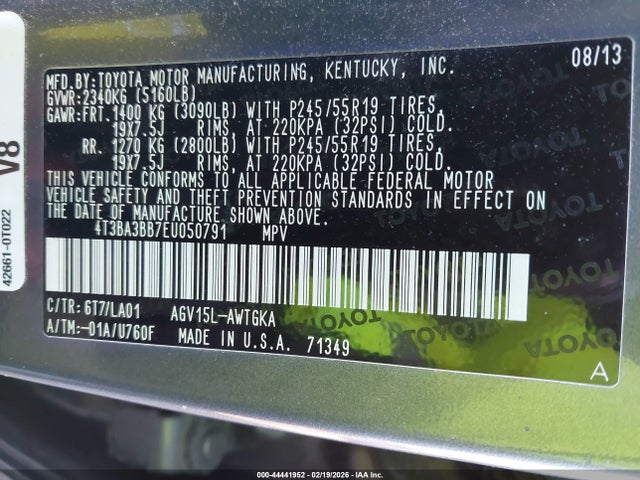 MFD.BY:TOYOTA MOTOR MANUFACTURING, KENTUCKY, INC. 08/13
GVWR:2340KG (5160LB)
GAWR:FRT.1400 KG (3090LB) WITH P245/55R19 TIRES,
19X7.5J RIMS, AT 220KPA (32PSI) COLD.
RR. 1270 KG (2800LB) WITH P245/55R19 TIRES,
19X7.5J RIMS, AT 220KPA (32PSI) COLD.
THIS VEHICLE CONFORMS TO ALL APPLICABLE FEDERAL MOTOR
VEHICLE SAFETY AND THEFT PREVENTION STANDARDS IN EFFECT ON
THE DATE OF MANUFACTURE SHOWN ABOVE.
4T3BA3BB7EU050791 MPV
C/TR: 6T7/LA01 AGV15L-AWTGKA
A/TM:-01A/U760F MADE IN U.S.A. 71349
A
V8
42661-0T022
TOYOTA
TOYOTA
TOYOTA
TOYOTA
000-44441952 - 02/19/2026 - IAA Inc.